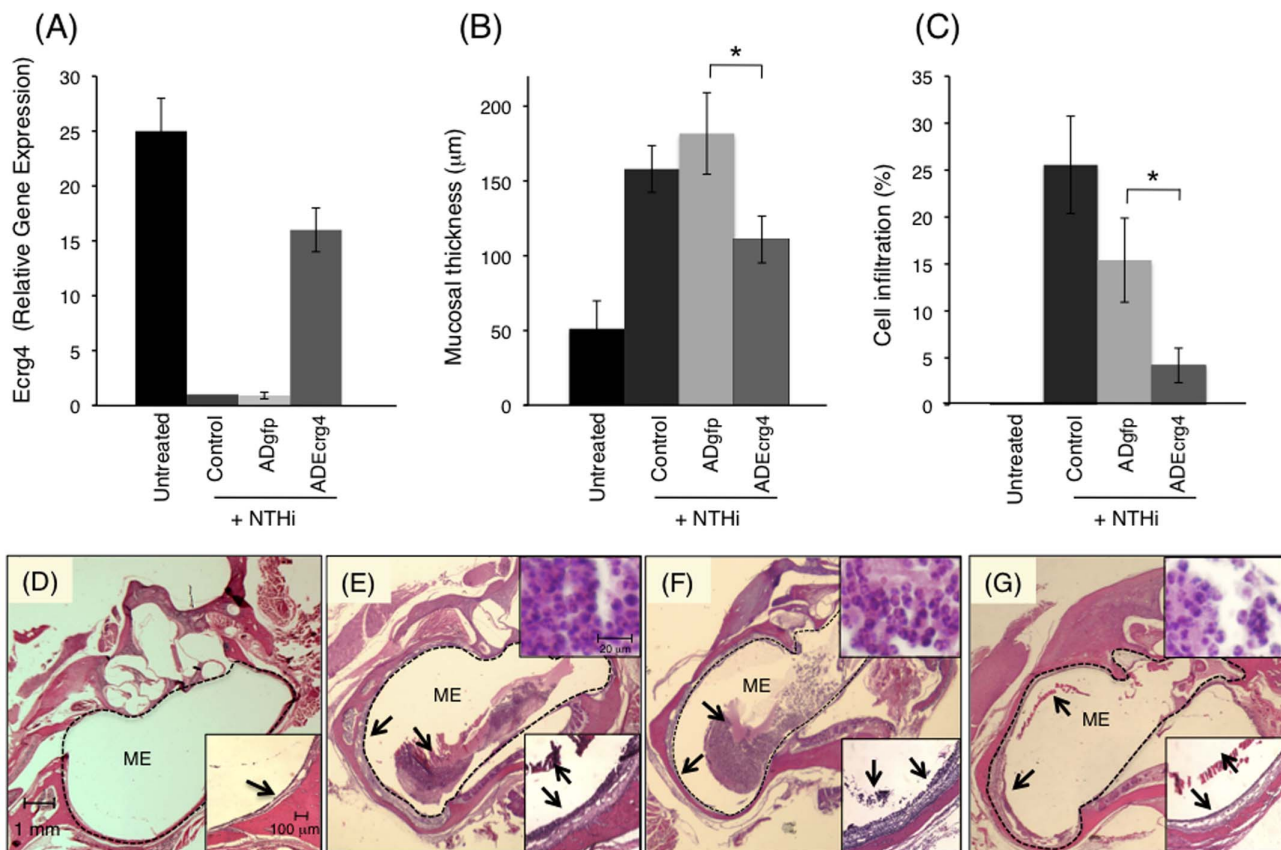 (A)
Ecrg4 (Relative Gene Expression)
30
25
20
15
10
5
0
Untreated
Control
ADgfp
ADEcrg4
+ NTHi
(B)
*
Mucosal thickness (μm)
200
150
100
50
0
Untreated
Control
ADgfp
ADEcrg4
+ NTHi
(C)
*
Cell infiltration (%)
35
30
25
20
15
10
5
0
Untreated
Control
ADgfp
ADEcrg4
+ NTHi
(D)
ME
1 mm
100 μm
(E)
20 μm
ME
(F)
ME
(G)
ME